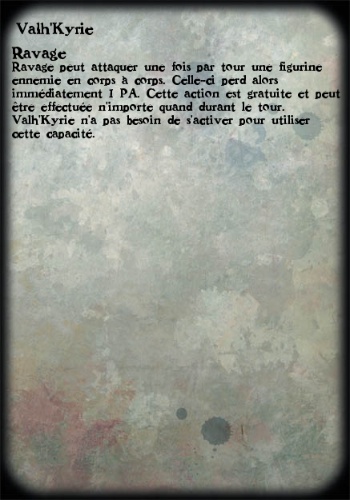 Valh'Kyrie
Ravage
Ravage peut attaquer une fois par tour une figurine
ennemie en corps à corps. Celle-ci perd alors
immédiatement 1 PA. Cette action est gratuite et peut
être effectuée n'importe quand durant le tour.
Valh'Kyrie n'a pas besoin de s'activer pour utiliser
cette capacité.